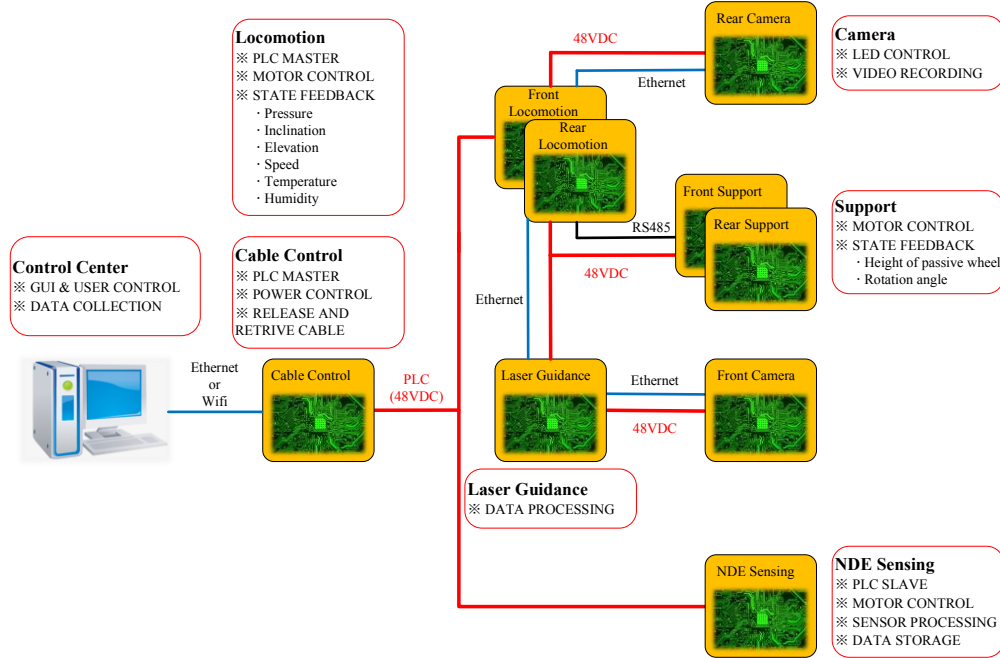 Locomotion
※ PLC MASTER
※ MOTOR CONTROL
※ STATE FEEDBACK
· Pressure
· Inclination
· Elevation
· Speed
· Temperature
· Humidity
48VDC
Ethernet
Rear Camera
Camera
※ LED CONTROL
※ VIDEO RECORDING
Front
Locomotion
Rear
Locomotion
Front Support
Rear Support
RS485
48VDC
Support
※ MOTOR CONTROL
※ STATE FEEDBACK
· Height of passive wheel
· Rotation angle
Control Center
※ GUI & USER CONTROL
※ DATA COLLECTION
Cable Control
※ PLC MASTER
※ POWER CONTROL
※ RELEASE AND
RETRIVE CABLE
Ethernet
Ethernet
or
Wifi
Cable Control
PLC
(48VDC)
Laser Guidance
Ethernet
48VDC
Front Camera
Laser Guidance
※ DATA PROCESSING
NDE Sensing
NDE Sensing
※ PLC SLAVE
※ MOTOR CONTROL
※ SENSOR PROCESSING
※ DATA STORAGE